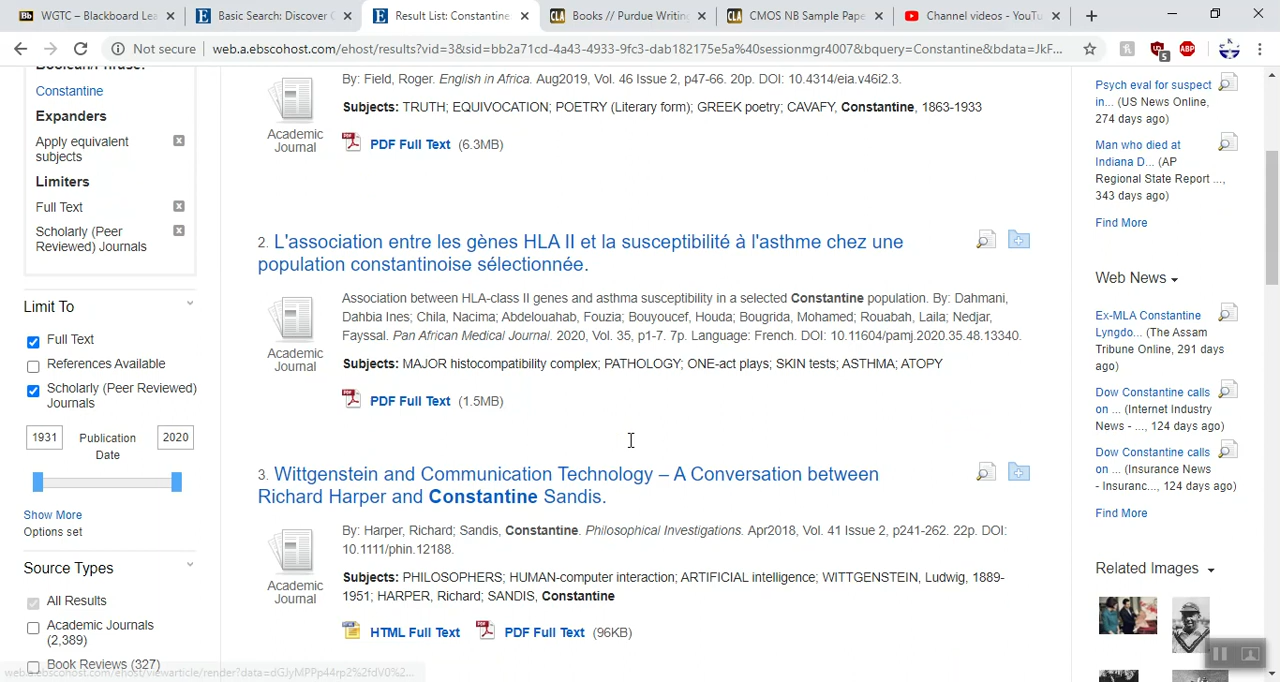 WGTC – Blackboard Lea
Basic Search: Discover
Result List: Constantine
Books // Purdue Writing
CMOS NB Sample Pape
Channel videos - YouTu
Not secure
web.a.ebscohost.com/ehost/results?vid=3&sid=bb2a71cd-4a43-4933-9fc3-dab182175e5a%40sessionmgr4007&bquery=Constantine&bdata=JkF...
Boolean/Phrase:
Constantine
Expanders
Apply equivalent
subjects
Limiters
Full Text
Scholarly (Peer
Reviewed) Journals
Limit To
Full Text
References Available
Scholarly (Peer Reviewed)
Journals
1931
Publication
Date
2020
Show More
Options set
Source Types
All Results
Academic Journals
(2,389)
Book Reviews (327)
web.a.ebscohost.com/ehost/viewarticle/render?data=dGJyMPPp44rp2%2fdV0%2...
By: Field, Roger. English in Africa. Aug2019, Vol. 46 Issue 2, p47-66. 20p. DOI: 10.4314/eia.v46i2.3.
Subjects: TRUTH; EQUIVOCATION; POETRY (Literary form); GREEK poetry; CAVAFY, Constantine, 1863-1933
Academic
Journal
PDF Full Text (6.3MB)
2. L'association entre les gènes HLA II et la susceptibilité à l'asthme chez une
population constantinoise sélectionnée.
Association between HLA-class II genes and asthma susceptibility in a selected Constantine population. By: Dahmani,
Dahbia Ines; Chila, Nacima; Abdelouahab, Fouzia; Bouyoucef, Houda; Bougrida, Mohamed; Rouabah, Laila; Nedjar,
Fayssal. Pan African Medical Journal. 2020, Vol. 35, p1-7. 7p. Language: French. DOI: 10.11604/pamj.2020.35.48.13340.
Academic
Journal
Subjects: MAJOR histocompatibility complex; PATHOLOGY; ONE-act plays; SKIN tests; ASTHMA; ATOPY
PDF Full Text (1.5MB)
3. Wittgenstein and Communication Technology – A Conversation between
Richard Harper and Constantine Sandis.
By: Harper, Richard; Sandis, Constantine. Philosophical Investigations. Apr2018, Vol. 41 Issue 2, p241-262. 22p. DOI:
10.1111/phin.12188.
Academic
Journal
Subjects: PHILOSOPHERS; HUMAN-computer interaction; ARTIFICIAL intelligence; WITTGENSTEIN, Ludwig, 1889-
1951; HARPER, Richard; SANDIS, Constantine
HTML Full Text PDF Full Text (96KB)
Psych eval for suspect
in... (US News Online,
274 days ago)
Man who died at
Indiana D... (AP
Regional State Report ...,
343 days ago)
Find More
Web News
Ex-MLA Constantine
Lyngdo... (The Assam
Tribune Online, 291 days
ago)
Dow Constantine calls
on ... (Internet Industry
News - ..., 124 days ago)
Dow Constantine calls
on ... (Insurance News
- Insuranc..., 124 days ago)
Find More
Related Images